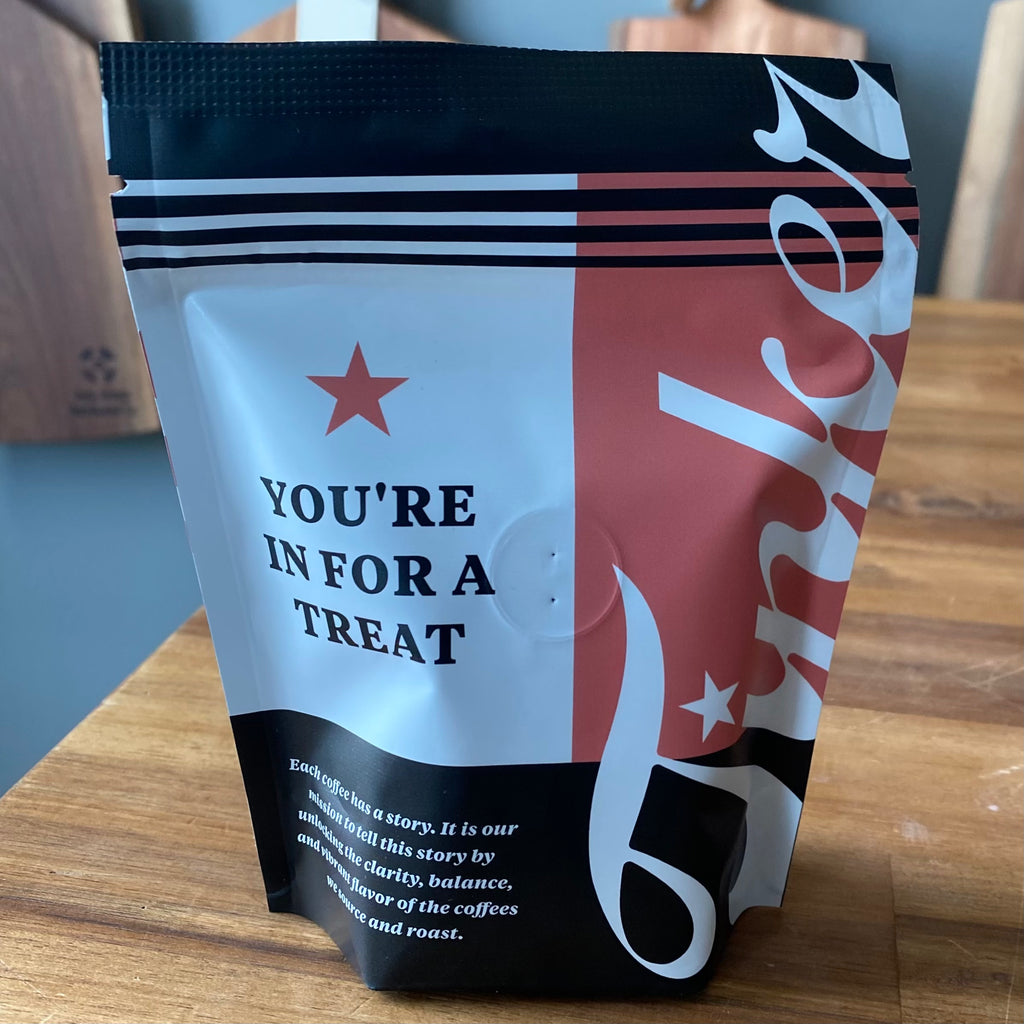 YOU'RE
IN FOR A
TREAT
Each coffee has a story. It is our
mission to tell this story by
unlocking the clarity, balance,
and vibrant flavor of the coffees
we source and roast.
Tinker